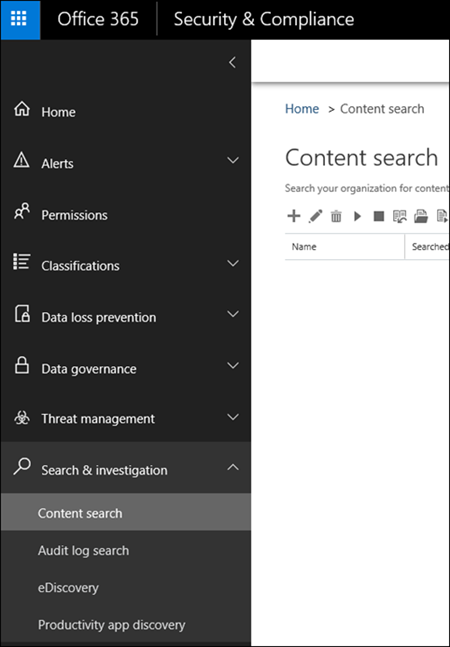 Office 365
Security & Compliance
Home
Alerts
Permissions
Classifications
Data loss prevention
Data governance
Threat management
Search & investigation
Content search
Audit log search
eDiscovery
Productivity app discovery
Home > Content search
Content search
Search your organization for content
Name
Searched